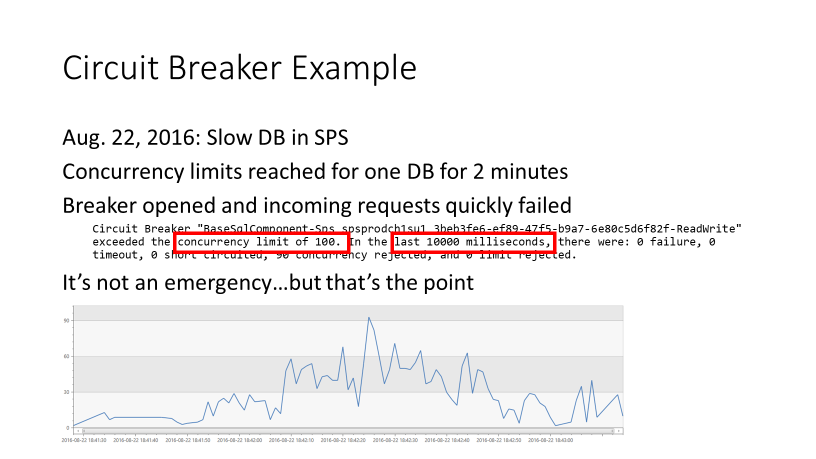 Circuit Breaker Example
Aug. 22, 2016: Slow DB in SPS
Concurrency limits reached for one DB for 2 minutes
Breaker opened and incoming requests quickly failed
Circuit Breaker "BaseSqlComponent-Sps_spsprodch1su1_3beb3fe6-ef89-47f5-b9a7-6e80c5d6f82f-ReadWrite"
exceeded the concurrency limit of 100. In the last 10000 milliseconds, there were: 0 failure, 0
timeout, 0 short circuited, 90 concurrency rejected, and 0 limit rejected.
It's not an emergency…but that's the point
90
60
30
0
2016-08-22 18:41:30 2016-08-22 18:41:40 2016-08-22 18:41:50 2016-08-22 18:42:00 2016-08-22 18:42:10 2016-08-22 18:42:20 2016-08-22 18:42:30 2016-08-22 18:42:40 2016-08-22 18:42:50 2016-08-22 18:43:00